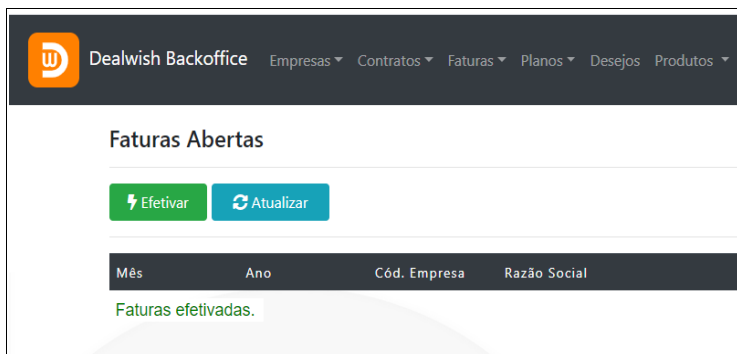 Dealwish Backoffice Empresas Contratos Faturas Planos Desejos Produtos
Faturas Abertas
Efetivar Atualizar
Mês Ano Cód. Empresa Razão Social
Faturas efetivadas.